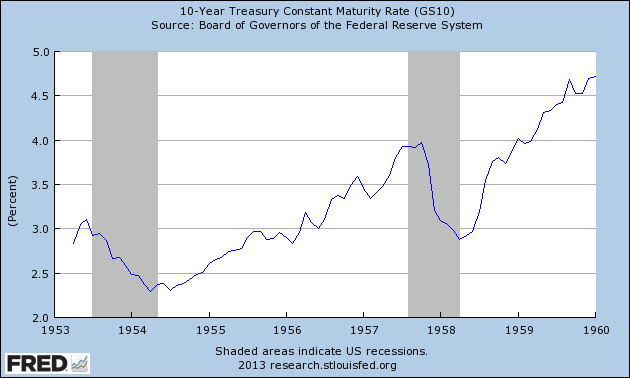 10-Year Treasury Constant Maturity Rate (GS10)
Source: Board of Governors of the Federal Reserve System
5.0
4.5
4.0
3.5
3.0
2.5
2.0
(Percent)
1953 1954 1955 1956 1957 1958 1959 1960
Shaded areas indicate US recessions.
FRED 2013 research.stlouisfed.org